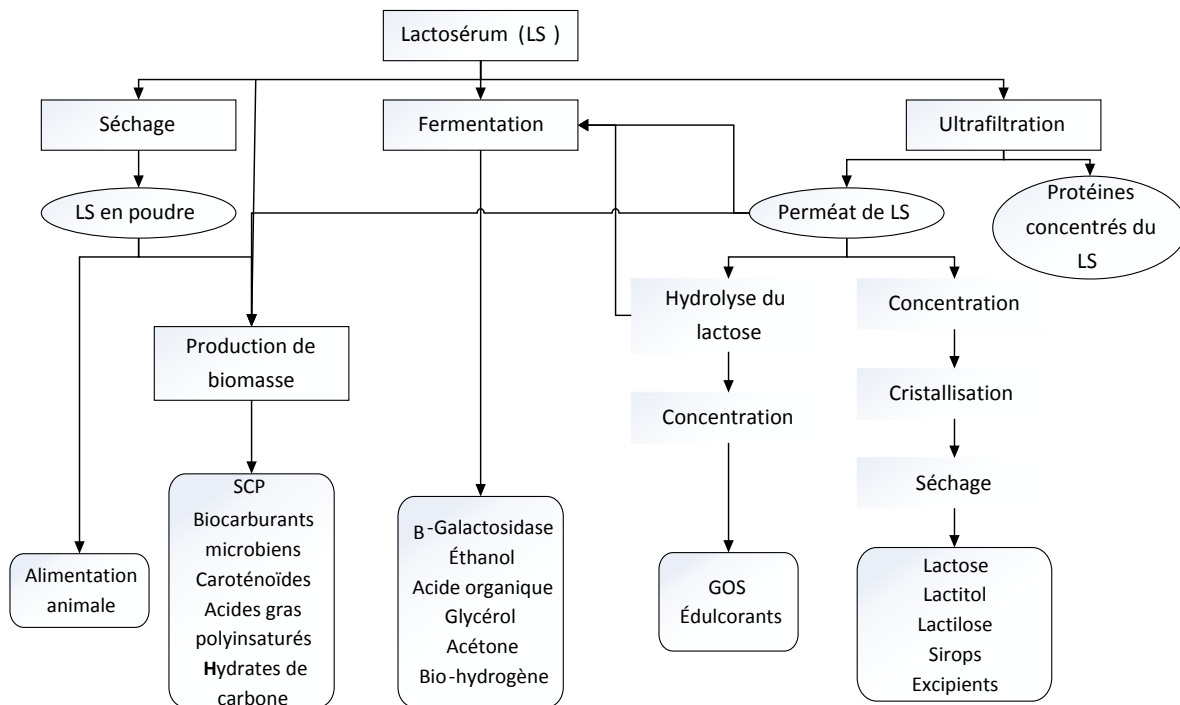 Lactosérum (LS )
Séchage
Fermentation
Ultrafiltration
LS en poudre
Perméat de LS
Protéines
concentrés du
LS
Hydrolyse du
lactose
Concentration
Production de
biomasse
Concentration
Cristallisation
Séchage
SCP
Biocarburants
microbiens
Caroténoïdes
Acides gras
polyinsaturés
Hydrates de
carbone
Alimentation
animale
B-Galactosidase
Éthanol
Acide organique
Glycérol
Acétone
Bio-hydrogène
GOS
Édulcorants
Lactose
Lactitol
Lactilose
Sirops
Excipients